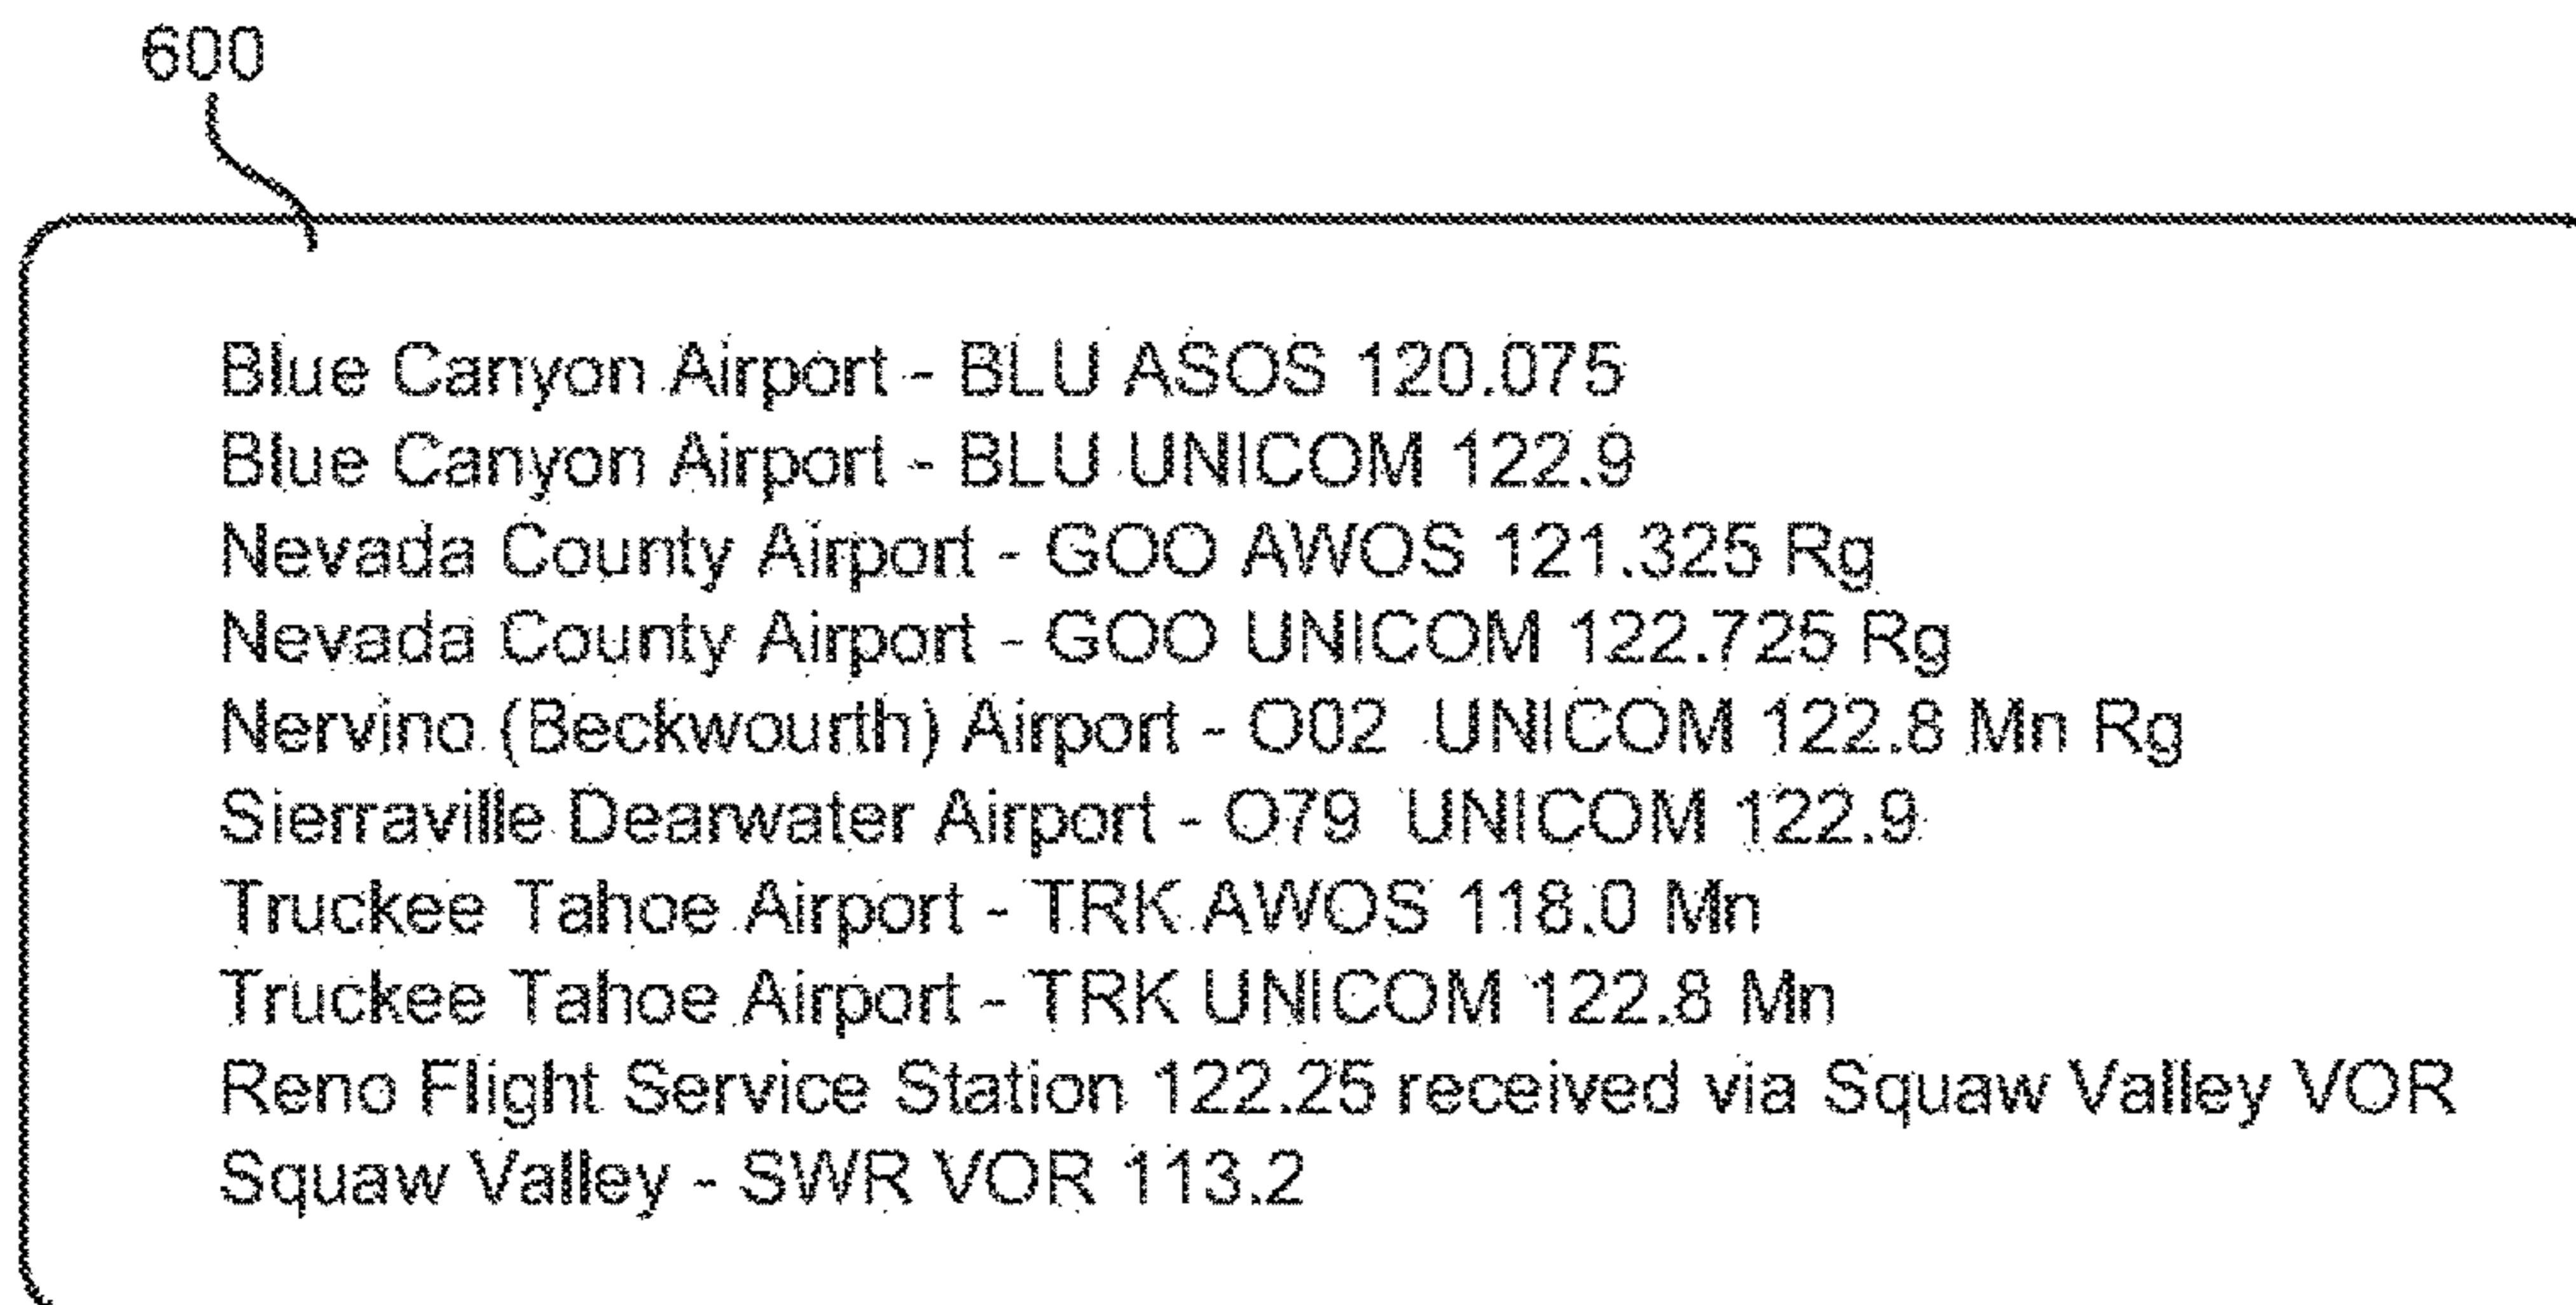 600
Blue Canyon Airport - BLU ASOS 120.075
Blue Canyon Airport - BLU UNICOM 122.9
Nevada County Airport - GOO AWOS 121.325 Rg
Nevada County Airport - GOO UNICOM 122.725 Rg
Nervino (Beckwourth) Airport - O02 UNICOM 122.8 Mn Rg
Sierraville Dearwater Airport - O79 UNICOM 122.9
Truckee Tahoe Airport - TRK AWOS 118.0 Mn
Truckee Tahoe Airport - TRK UNICOM 122.8 Mn
Reno Flight Service Station 122.25 received via Squaw Valley VOR
Squaw Valley - SWR VOR 113.2